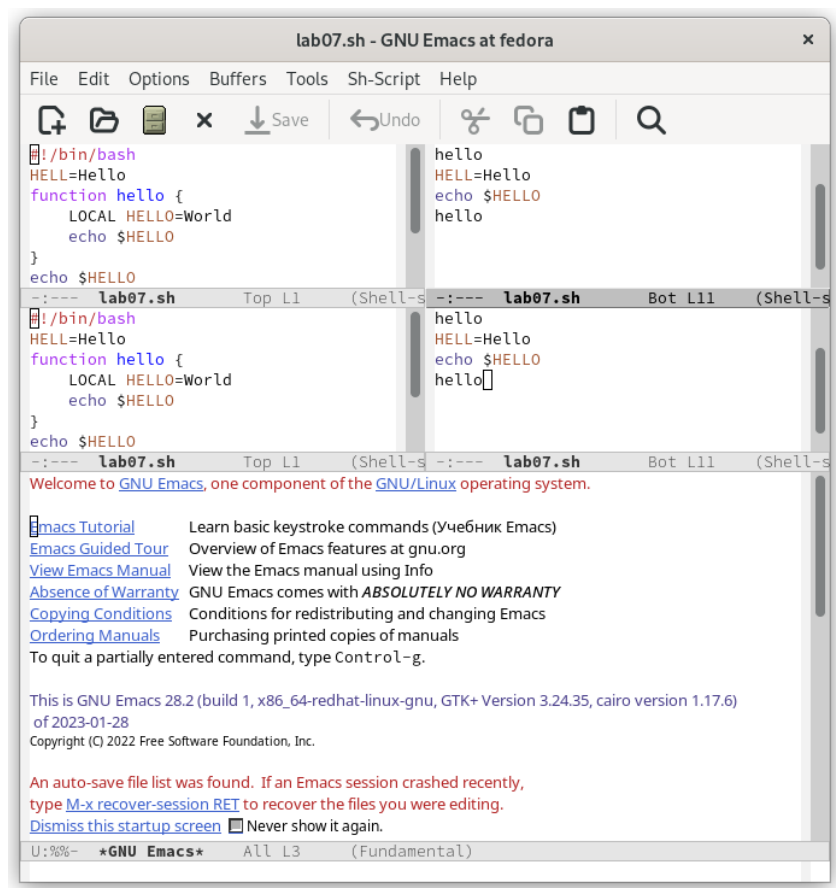 lab07.sh - GNU Emacs at fedora
File Edit Options Buffers Tools Sh-Script Help
Save Undo
#!/bin/bash
HELL=Hello
function hello {
    LOCAL HELLO=World
    echo $HELLO
}
echo $HELLO
-:--- lab07.sh Top L1 (Shell-s
hello
HELL=Hello
echo $HELLO
hello
-:--- lab07.sh Bot L11 (Shell-s
#!/bin/bash
HELL=Hello
function hello {
    LOCAL HELLO=World
    echo $HELLO
}
echo $HELLO
-:--- lab07.sh Top L1 (Shell-s
hello
HELL=Hello
echo $HELLO
hello
-:--- lab07.sh Bot L11 (Shell-s
Welcome to GNU Emacs, one component of the GNU/Linux operating system.
Emacs Tutorial Learn basic keystroke commands (Учебник Emacs)
Emacs Guided Tour Overview of Emacs features at gnu.org
View Emacs Manual View the Emacs manual using Info
Absence of Warranty GNU Emacs comes with ABSOLUTELY NO WARRANTY
Copying Conditions Conditions for redistributing and changing Emacs
Ordering Manuals Purchasing printed copies of manuals
To quit a partially entered command, type Control-g.
This is GNU Emacs 28.2 (build 1, x86_64-redhat-linux-gnu, GTK+ Version 3.24.35, cairo version 1.17.6)
of 2023-01-28
Copyright (C) 2022 Free Software Foundation, Inc.
An auto-save file list was found. If an Emacs session crashed recently,
type M-x recover-session RET to recover the files you were editing.
Dismiss this startup screen Never show it again.
U:%%- *GNU Emacs* All L3 (Fundamental)